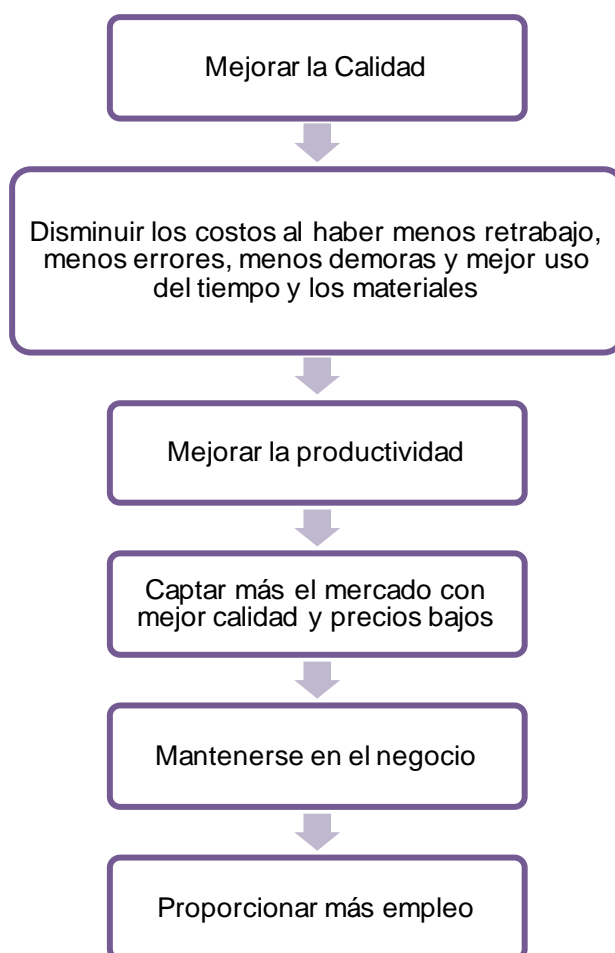 Mejorar la Calidad
Disminuir los costos al haber menos retrabajo,
menos errores, menos demoras y mejor uso
del tiempo y los materiales
Mejorar la productividad
Captar más el mercado con
mejor calidad y precios bajos
Mantenerse en el negocio
Proporcionar más empleo